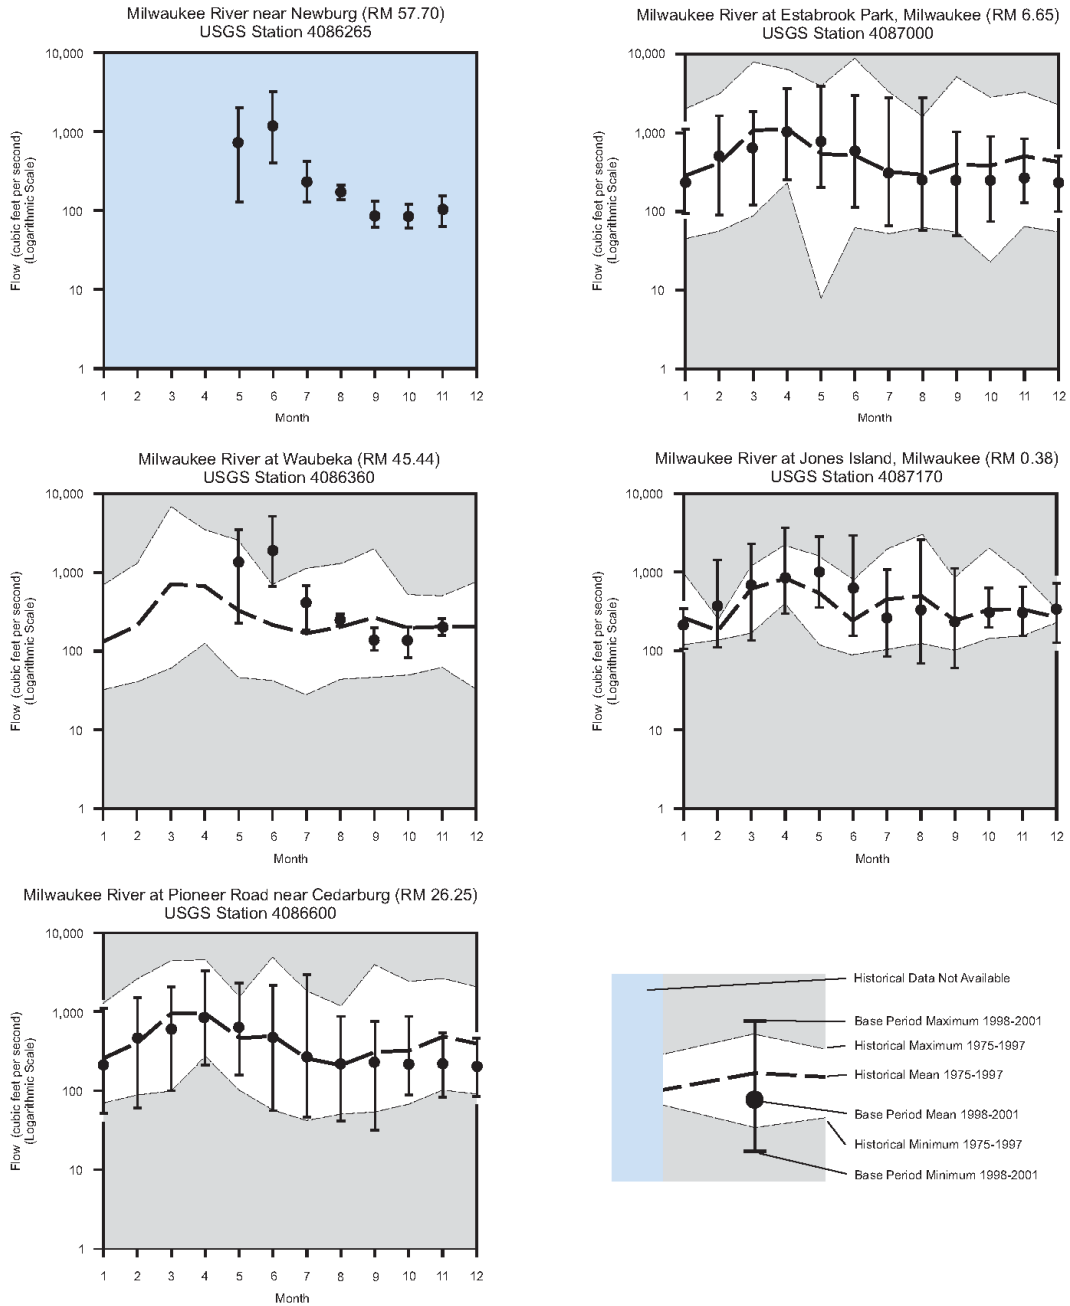 Milwaukee River near Newburg (RM 57.70)
USGS Station 4086265
Flow (cubic feet per second)
(Logarithmic Scale)
10,000
1,000
100
10
1
1 2 3 4 5 6 7 8 9 10 11 12
Month
Milwaukee River at Estabrook Park, Milwaukee (RM 6.65)
USGS Station 4087000
Flow (cubic feet per second)
(Logarithmic Scale)
10,000
1,000
100
10
1
1 2 3 4 5 6 7 8 9 10 11 12
Month
Milwaukee River at Waubeka (RM 45.44)
USGS Station 4086360
Flow (cubic feet per second)
(Logarithmic Scale)
10,000
1,000
100
10
1
1 2 3 4 5 6 7 8 9 10 11 12
Month
Milwaukee River at Jones Island, Milwaukee (RM 0.38)
USGS Station 4087170
Flow (cubic feet per second)
(Logarithmic Scale)
10,000
1,000
100
10
1
1 2 3 4 5 6 7 8 9 10 11 12
Month
Milwaukee River at Pioneer Road near Cedarburg (RM 26.25)
USGS Station 4086600
Flow (cubic feet per second)
(Logarithmic Scale)
10,000
1,000
100
10
1
1 2 3 4 5 6 7 8 9 10 11 12
Month
Historical Data Not Available
Base Period Maximum 1998-2001
Historical Maximum 1975-1997
Historical Mean 1975-1997
Base Period Mean 1998-2001
Historical Minimum 1975-1997
Base Period Minimum 1998-2001